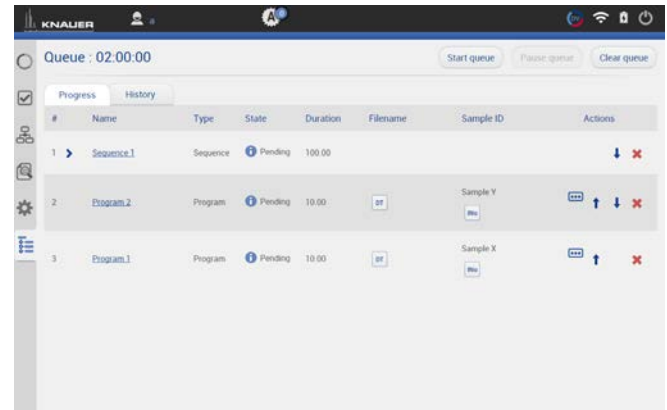 KNAUER a A
Queue : 02:00:00 Start queue Pause queue Clear queue
Progress History
# Name Type State Duration Filename Sample ID Actions
1 Sequence 1 Sequence Pending 100.00
2 Program 2 Program Pending 10.00 DT Sample Y
3 Program 1 Program Pending 10.00 DT Sample X